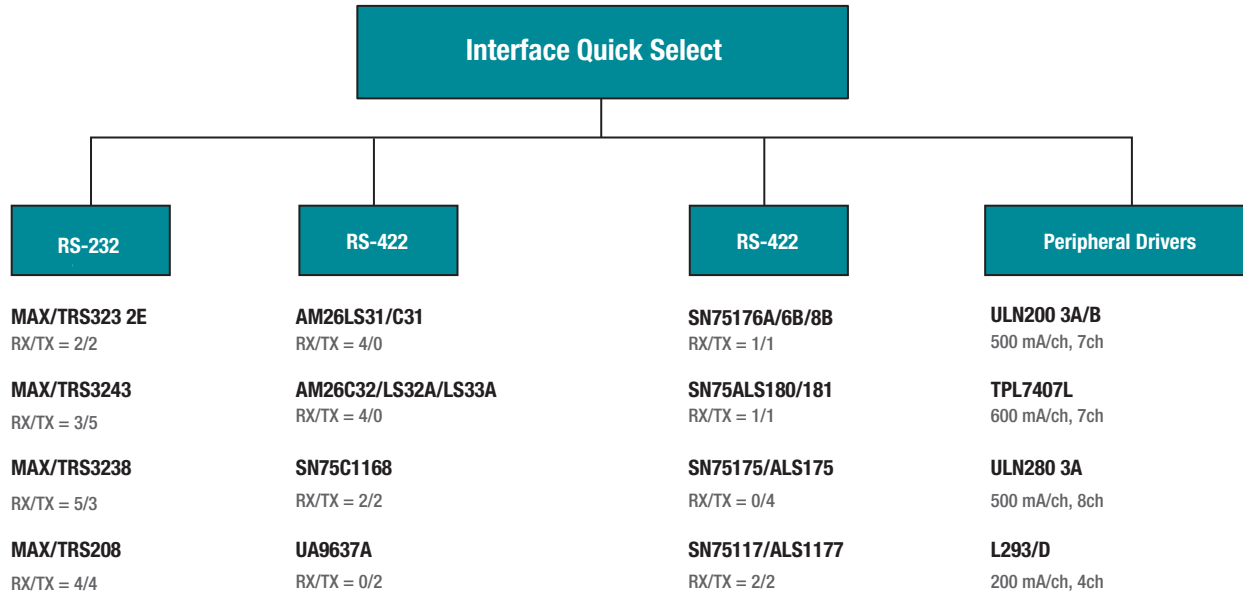 Interface Quick Select
RS-232
MAX/TRS323 2E
RX/TX = 2/2
MAX/TRS3243
RX/TX = 3/5
MAX/TRS3238
RX/TX = 5/3
MAX/TRS208
RX/TX = 4/4
RS-422
AM26LS31/C31
RX/TX = 4/0
AM26C32/LS32A/LS33A
RX/TX = 4/0
SN75C1168
RX/TX = 2/2
UA9637A
RX/TX = 0/2
RS-422
SN75176A/6B/8B
RX/TX = 1/1
SN75ALS180/181
RX/TX = 1/1
SN75175/ALS175
RX/TX = 0/4
SN75117/ALS1177
RX/TX = 2/2
Peripheral Drivers
ULN200 3A/B
500 mA/ch, 7ch
TPL7407L
600 mA/ch, 7ch
ULN280 3A
500 mA/ch, 8ch
L293/D
200 mA/ch, 4ch